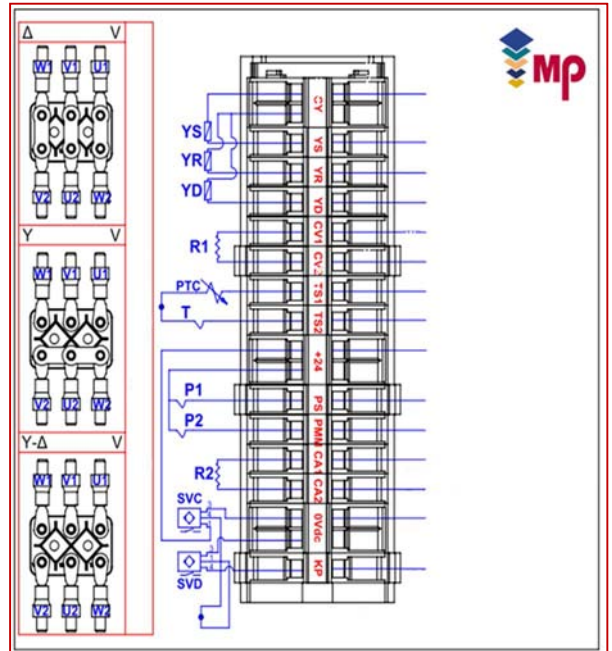 Δ V
W1 V1 U1
V2 U2 W2
Y V
W1 V1 U1
V2 U2 W2
Y-Δ V
W1 V1 U1
V2 U2 W2
YS
YR
YD
R1
PTC
T
P1
P2
R2
SVC
SVD
CY
YS
YR
YD
CV1
CV2
TS1
TS2
+24
PS
PMN
CA1
CA2
0Vdc
KP
Mp